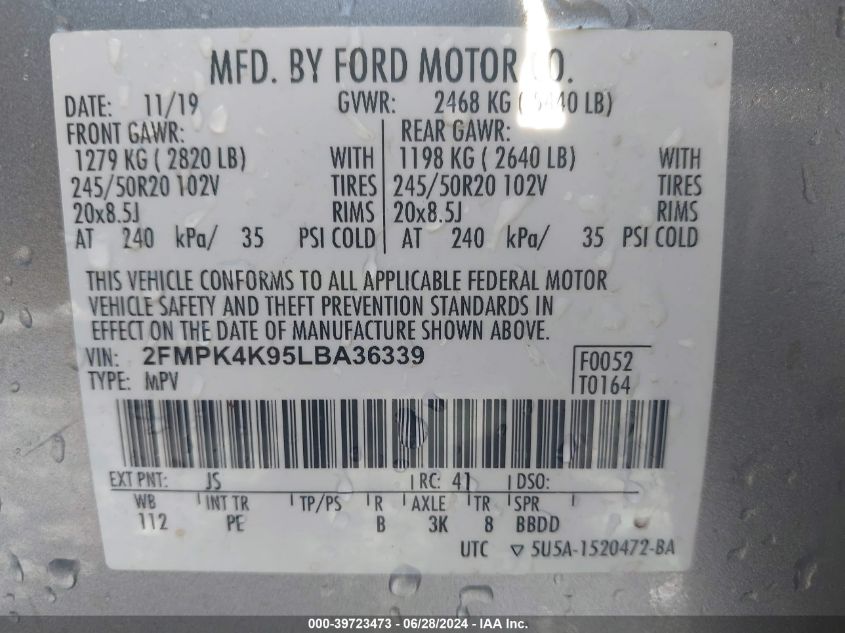 MFD. BY FORD MOTOR CO.
DATE: 11/19 GVWR: 2468 KG ( 5440 LB)
FRONT GAWR: REAR GAWR:
1279 KG ( 2820 LB) WITH 1198 KG ( 2640 LB) WITH
245/50R20 102V TIRES 245/50R20 102V TIRES
20x8.5J RIMS 20x8.5J RIMS
AT 240 kPa/ 35 PSI COLD AT 240 kPa/ 35 PSI COLD
THIS VEHICLE CONFORMS TO ALL APPLICABLE FEDERAL MOTOR
VEHICLE SAFETY AND THEFT PREVENTION STANDARDS IN
EFFECT ON THE DATE OF MANUFACTURE SHOWN ABOVE.
VIN: 2FMPK4K95LBA36339 F0052
TYPE: MPV T0164
EXT PNT: JS RC: 41 DSO:
WB INT TR TP/PS R AXLE TR SPR
112 PE B 3K 8 BBDD
UTC ▽ 5U5A-1520472-BA
000-39723473 - 06/28/2024 - IAA Inc.